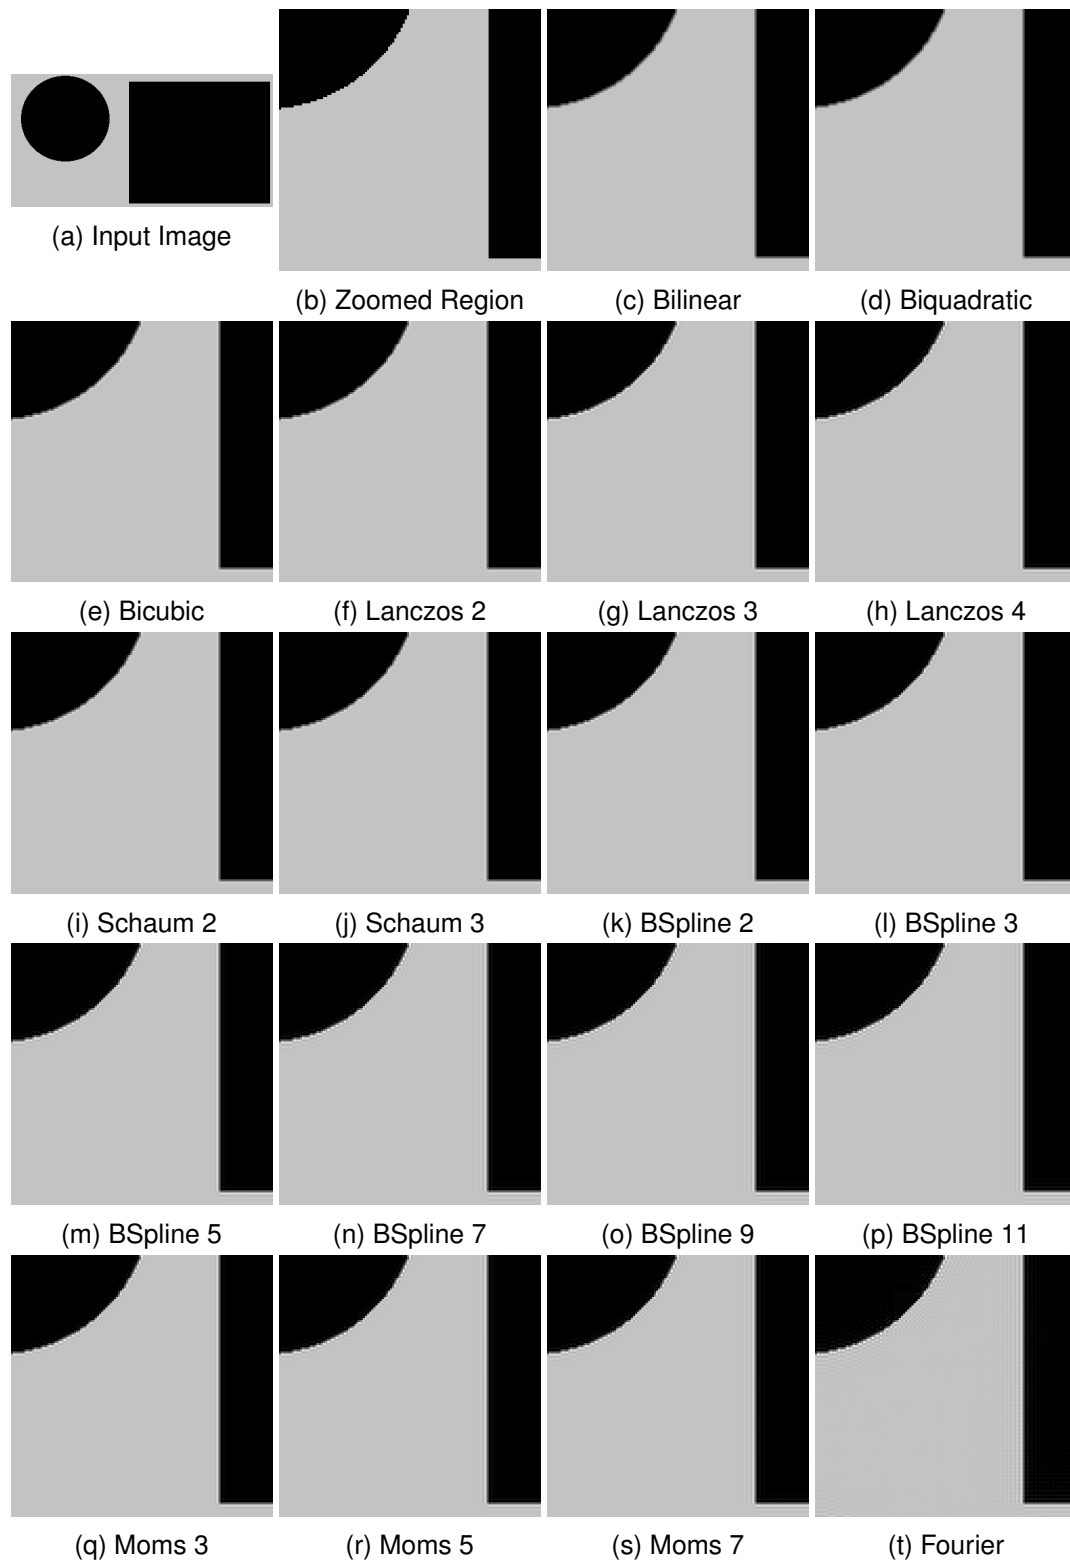 (a) Input Image
(b) Zoomed Region
(c) Bilinear
(d) Biquadratic
(e) Bicubic
(f) Lanczos 2
(g) Lanczos 3
(h) Lanczos 4
(i) Schaum 2
(j) Schaum 3
(k) BSpline 2
(l) BSpline 3
(m) BSpline 5
(n) BSpline 7
(o) BSpline 9
(p) BSpline 11
(q) Moms 3
(r) Moms 5
(s) Moms 7
(t) Fourier